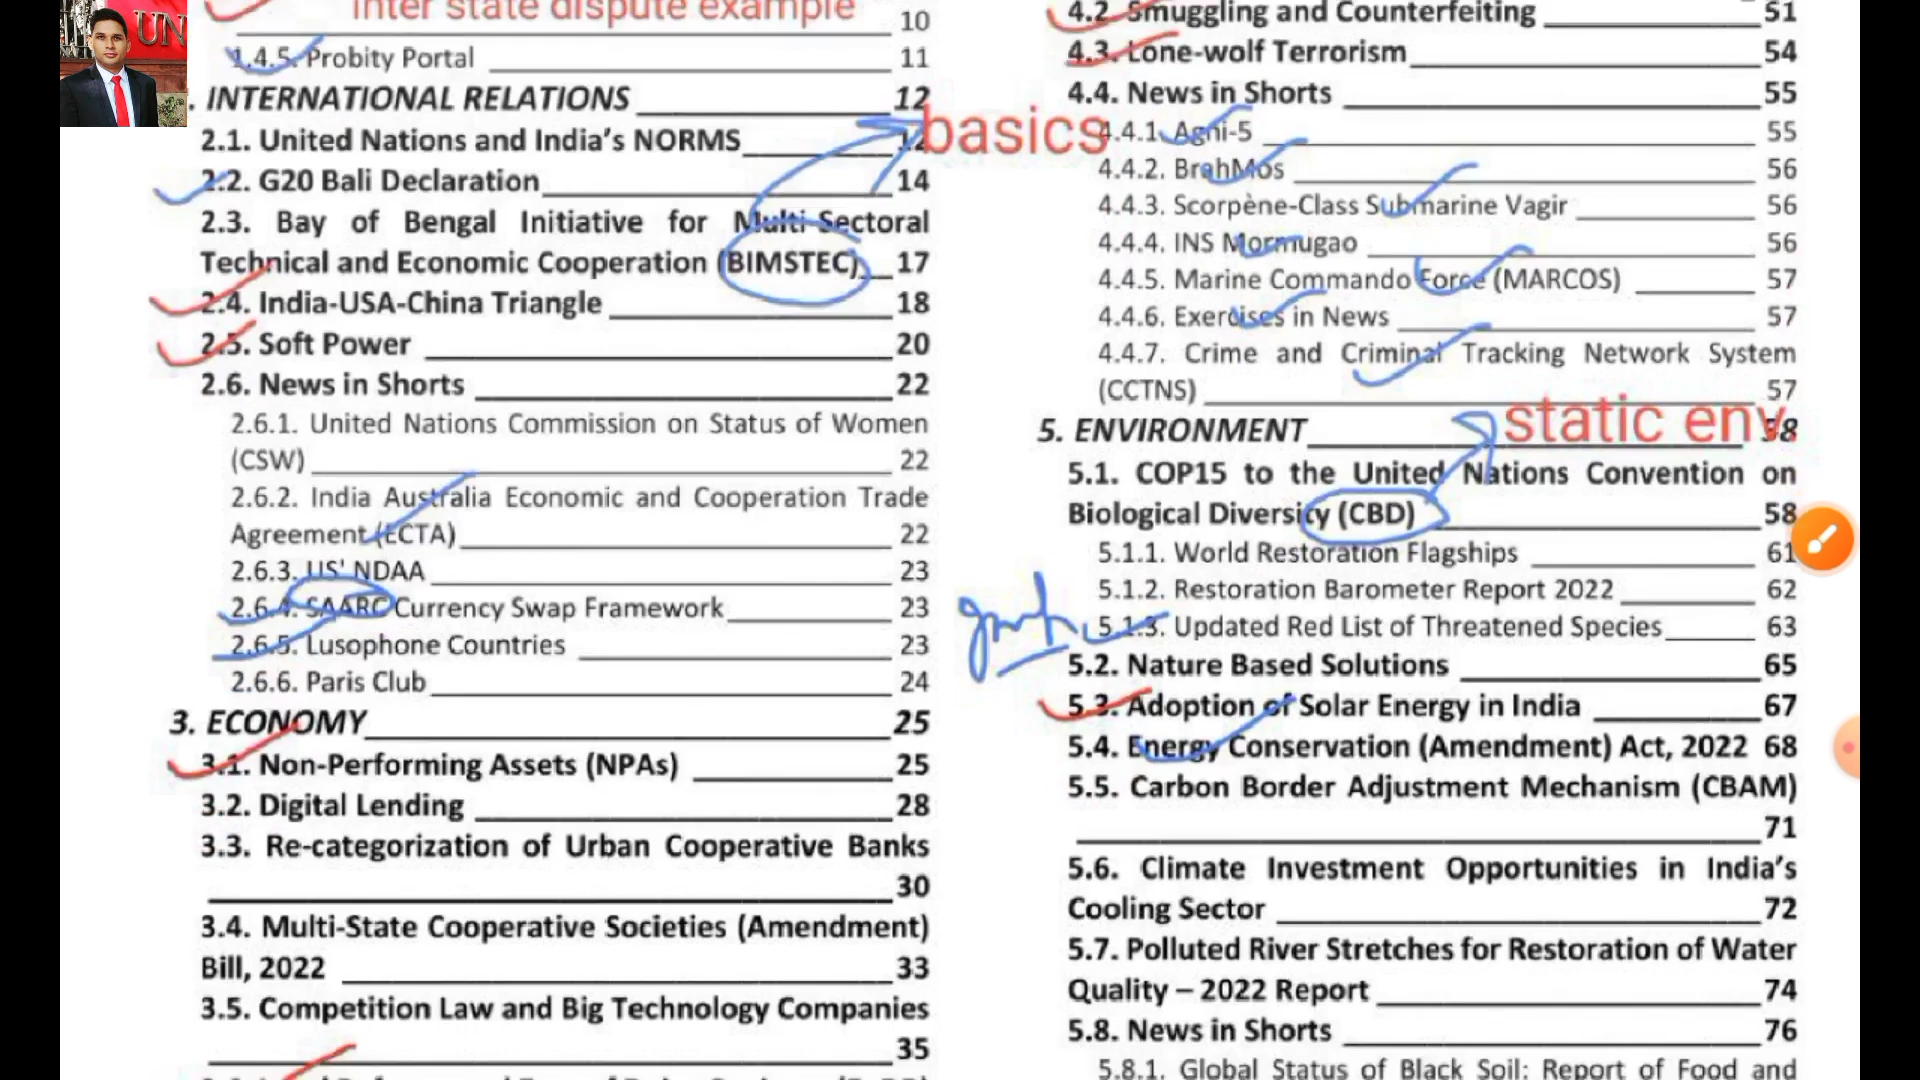 UN
Inter state dispute example
10
1.4.5. Probity Portal 11
. INTERNATIONAL RELATIONS 12
2.1. United Nations and India's NORMS 12
basics
2.2. G20 Bali Declaration 14
2.3. Bay of Bengal Initiative for Multi-Sectoral
Technical and Economic Cooperation (BIMSTEC) 17
2.4. India-USA-China Triangle 18
2.5. Soft Power 20
2.6. News in Shorts 22
2.6.1. United Nations Commission on Status of Women
(CSW) 22
2.6.2. India Australia Economic and Cooperation Trade
Agreement (ECTA) 22
2.6.3. US' NDAA 23
2.6.4. SAARC Currency Swap Framework 23
2.6.5. Lusophone Countries 23
2.6.6. Paris Club 24
3. ECONOMY 25
3.1. Non-Performing Assets (NPAs) 25
3.2. Digital Lending 28
3.3. Re-categorization of Urban Cooperative Banks
30
3.4. Multi-State Cooperative Societies (Amendment)
Bill, 2022 33
3.5. Competition Law and Big Technology Companies
35
4.2. Smuggling and Counterfeiting 51
4.3. Lone-wolf Terrorism 54
4.4. News in Shorts 55
4.4.1. Agni-5 55
4.4.2. BrahMos 56
4.4.3. Scorpène-Class Submarine Vagir 56
4.4.4. INS Mormugao 56
4.4.5. Marine Commando Force (MARCOS) 57
4.4.6. Exercises in News 57
4.4.7. Crime and Criminal Tracking Network System
(CCTNS) 57
static env.
5. ENVIRONMENT 58
5.1. COP15 to the United Nations Convention on
Biological Diversity (CBD) 58
5.1.1. World Restoration Flagships 61
5.1.2. Restoration Barometer Report 2022 62
5.1.3. Updated Red List of Threatened Species 63
5.2. Nature Based Solutions 65
5.3. Adoption of Solar Energy in India 67
5.4. Energy Conservation (Amendment) Act, 2022 68
5.5. Carbon Border Adjustment Mechanism (CBAM)
71
5.6. Climate Investment Opportunities in India's
Cooling Sector 72
5.7. Polluted River Stretches for Restoration of Water
Quality – 2022 Report 74
5.8. News in Shorts 76
5.8.1. Global Status of Black Soil: Report of Food and